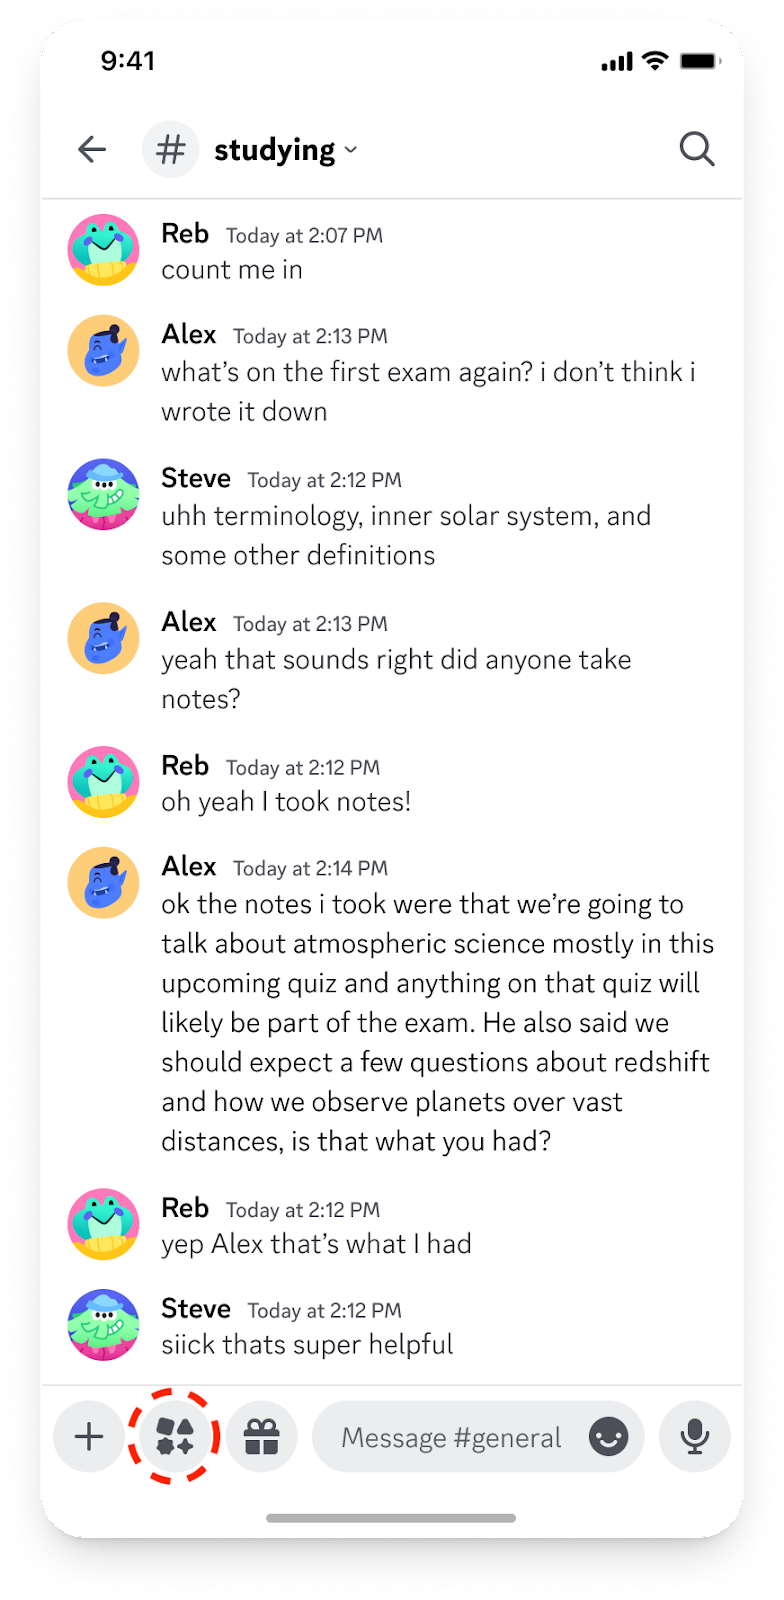 9:41
# studying
Reb Today at 2:07 PM
count me in
Alex Today at 2:13 PM
what’s on the first exam again? i don’t think i
wrote it down
Steve Today at 2:12 PM
uhh terminology, inner solar system, and
some other definitions
Alex Today at 2:13 PM
yeah that sounds right did anyone take
notes?
Reb Today at 2:12 PM
oh yeah I took notes!
Alex Today at 2:14 PM
ok the notes i took were that we’re going to
talk about atmospheric science mostly in this
upcoming quiz and anything on that quiz will
likely be part of the exam. He also said we
should expect a few questions about redshift
and how we observe planets over vast
distances, is that what you had?
Reb Today at 2:12 PM
yep Alex that’s what I had
Steve Today at 2:12 PM
siick thats super helpful
Message #general